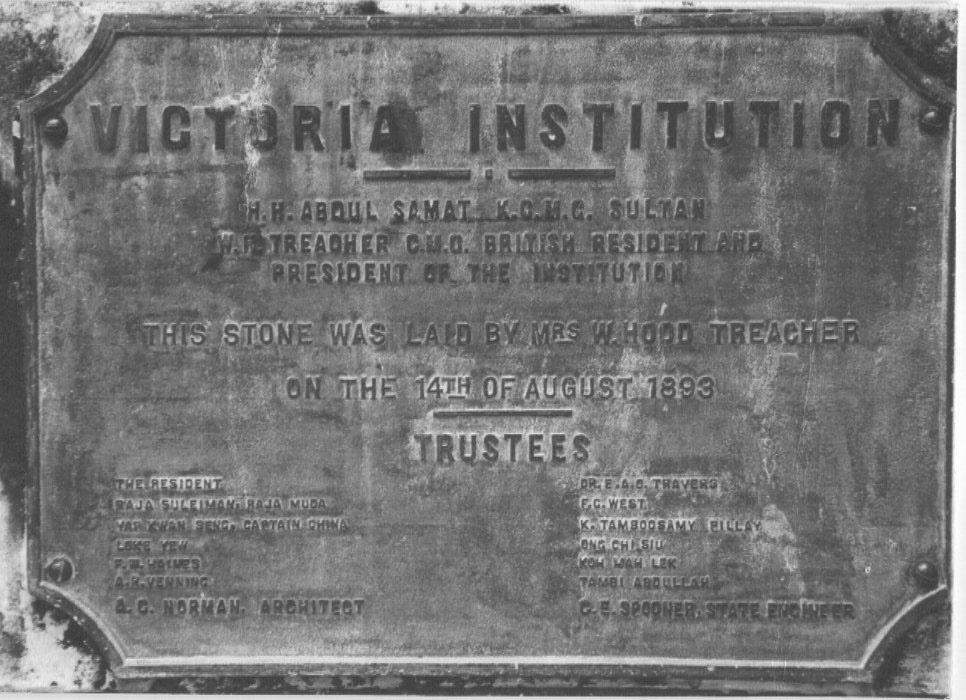 VICTORIA INSTITUTION
H.H. ABDUL SAMAT K.C.M.G. SULTAN
W.H. TREACHER C.M.G. BRITISH RESIDENT AND
PRESIDENT OF THE INSTITUTION
THIS STONE WAS LAID BY MRS W. HOOD TREACHER
ON THE 14TH OF AUGUST 1893
TRUSTEES
THE RESIDENT
RAJA SULEIMAN, RAJA MUDA
YAP KWAN SENG, CAPTAIN CHINA
LOKE YEW
F.W. HAINES
A.R. VENNING
A.C. NORMAN. ARCHITECT
DR. E.A.O. TRAVERS
F.G. WEST
K. TAMBOOSAMY PILLAY
ONG CHI SIU
KOH MAH LEK
TAMBI ABDULLAH
C.E. SPOONER, STATE ENGINEER